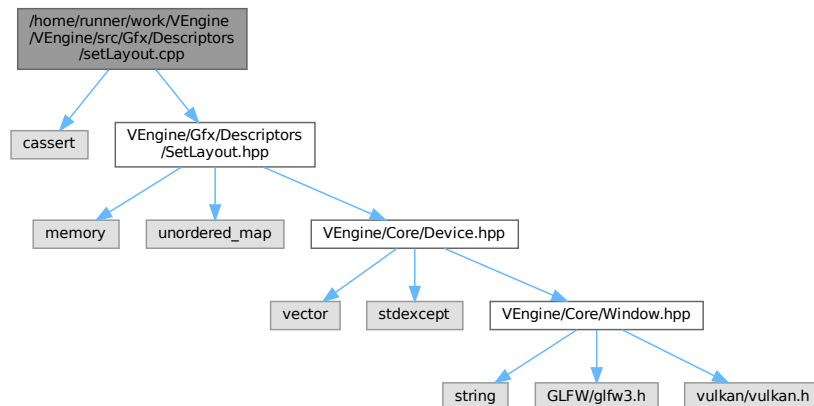 /home/runner/work/VEngine
/VEngine/src/Gfx/Descriptors
/setLayout.cpp
cassert
VEngine/Gfx/Descriptors
/SetLayout.hpp
memory
unordered_map
VEngine/Core/Device.hpp
vector
stdexcept
VEngine/Core/Window.hpp
string
GLFW/glfw3.h
vulkan/vulkan.h